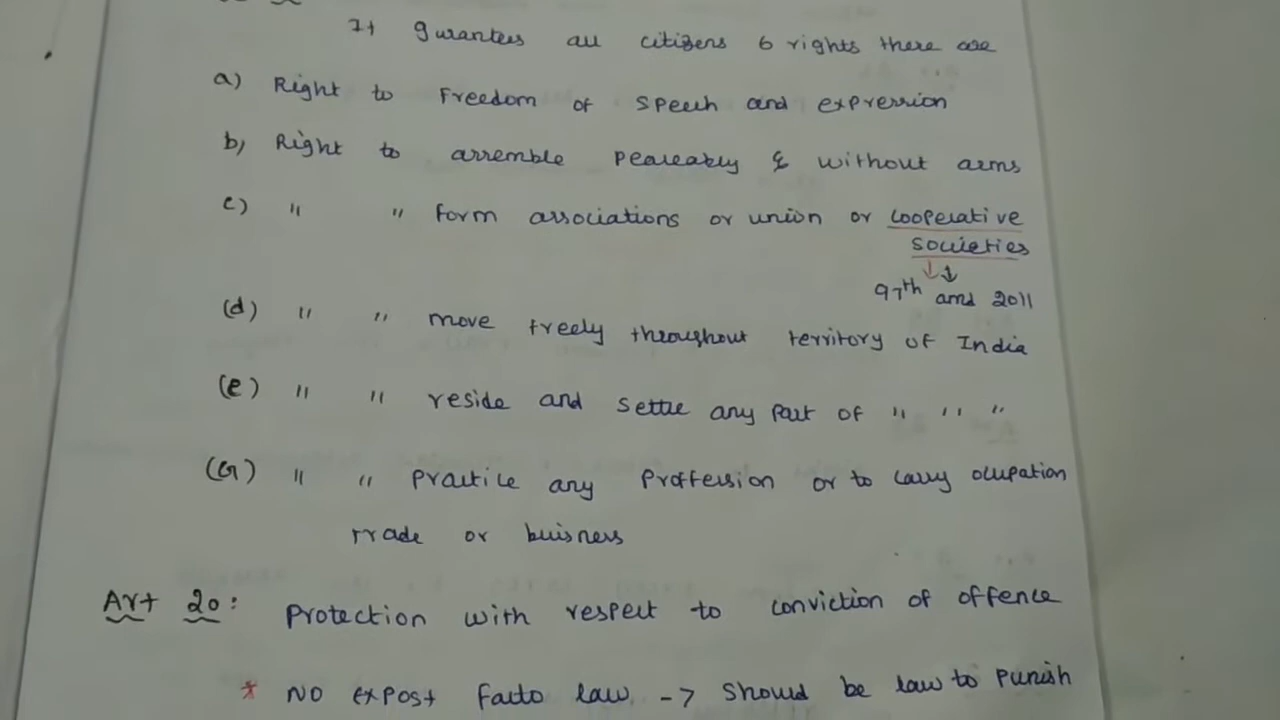 It gurantees all citizens 6 rights there are
a) Right to Freedom of speech and expression
b) Right to assemble peaceably & without arms
c) " " form associations or union or cooperative
societies
↓ ↓
97th amd 2011
(d) " " move freely throughout territory of India
(e) " " reside and settle any part of " " "
(G) " " practice any proffession or to carry ocupation
trade or buisness
Art 20: protection with respect to conviction of offence
* NO expost facto law -> should be law to punish